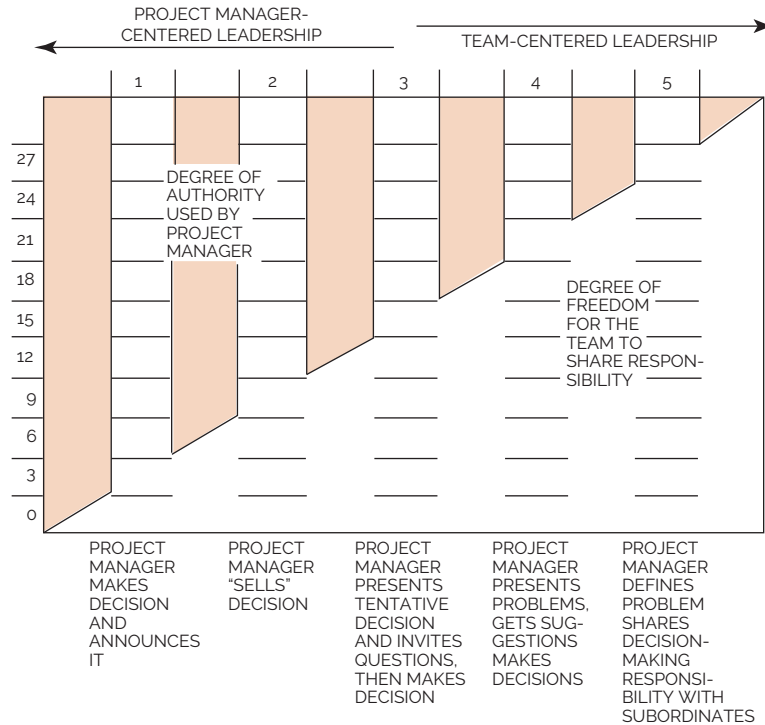 PROJECT MANAGER-
CENTERED LEADERSHIP
TEAM-CENTERED LEADERSHIP
1
2
3
4
5
27
24
21
18
15
12
9
6
3
0
DEGREE OF
AUTHORITY
USED BY
PROJECT
MANAGER
DEGREE OF
FREEDOM
FOR THE
TEAM TO
SHARE RESPON-
SIBILITY
PROJECT
MANAGER
MAKES
DECISION
AND
ANNOUNCES
IT
PROJECT
MANAGER
“SELLS”
DECISION
PROJECT
MANAGER
PRESENTS
TENTATIVE
DECISION
AND INVITES
QUESTIONS,
THEN MAKES
DECISION
PROJECT
MANAGER
PRESENTS
PROBLEMS,
GETS SUG-
GESTIONS
MAKES
DECISIONS
PROJECT
MANAGER
DEFINES
PROBLEM
SHARES
DECISION-
MAKING
RESPONSI-
BILITY WITH
SUBORDINATES